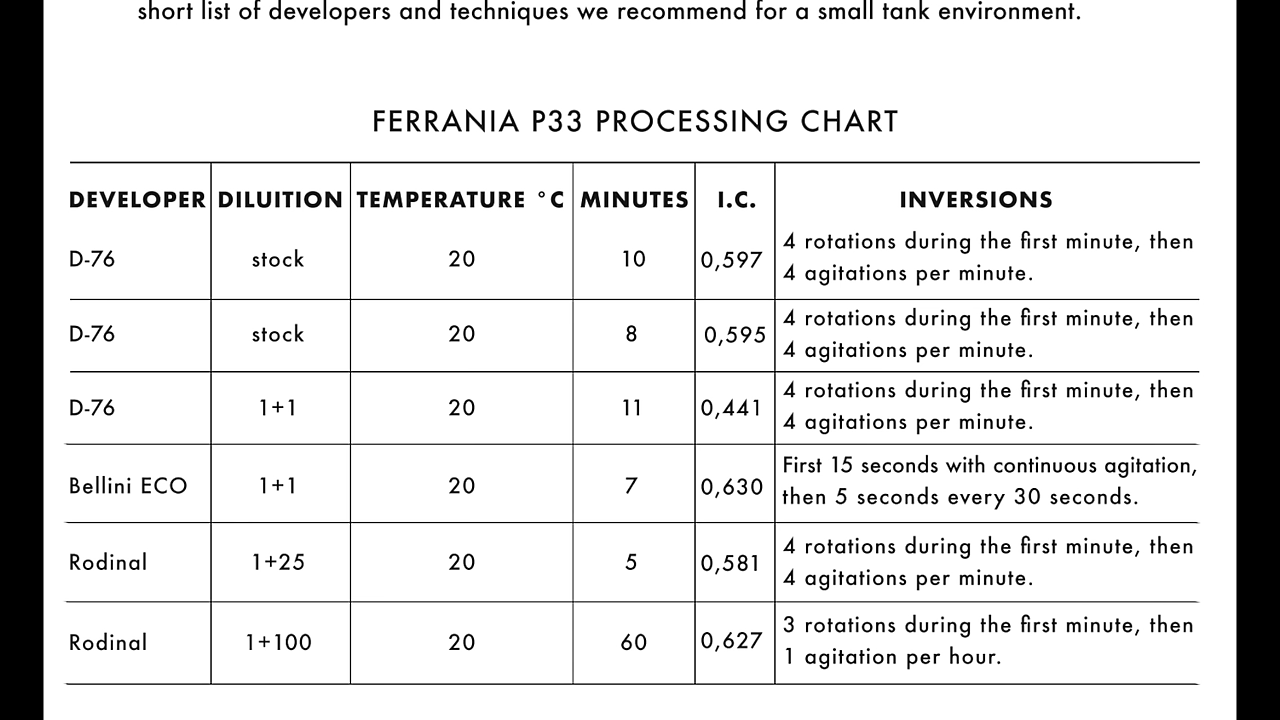 short list of developers and techniques we recommend for a small tank environment.
FERRANIA P33 PROCESSING CHART
DEVELOPER DILUITION TEMPERATURE °C MINUTES I.C. INVERSIONS
D-76 stock 20 10 0,597 4 rotations during the first minute, then
4 agitations per minute.
D-76 stock 20 8 0,595 4 rotations during the first minute, then
4 agitations per minute.
D-76 1+1 20 11 0,441 4 rotations during the first minute, then
4 agitations per minute.
Bellini ECO 1+1 20 7 0,630 First 15 seconds with continuous agitation,
then 5 seconds every 30 seconds.
Rodinal 1+25 20 5 0,581 4 rotations during the first minute, then
4 agitations per minute.
Rodinal 1+100 20 60 0,627 3 rotations during the first minute, then
1 agitation per hour.